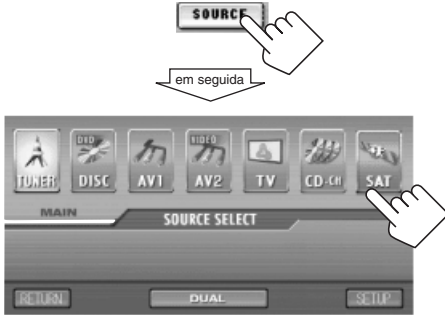 SOURCE
em seguida
DVD VIDEO
TUNER DISC AV1 AV2 TV CD-CH SAT
MAIN SOURCE SELECT
RETURN DUAL SETUP